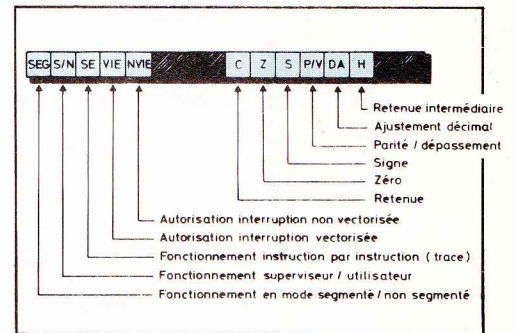 SEG S/N SE VIE NVIE C Z S P/V DA H
Retenue intermédiaire
Ajustement décimal
Parité / dépassement
Signe
Zéro
Retenue
Autorisation interruption non vectorisée
Autorisation interruption vectorisée
Fonctionnement instruction par instruction ( trace )
Fonctionnement superviseur / utilisateur
Fonctionnement en mode segmenté / non segmenté